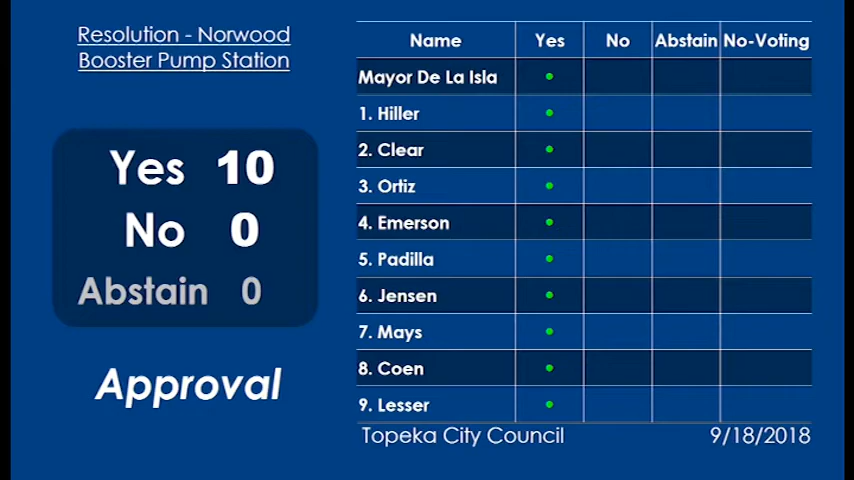 Resolution - Norwood
Booster Pump Station
Yes 10
No 0
Abstain 0
Approval
Name Yes No Abstain No-Voting
Mayor De La Isla
1. Hiller
2. Clear
3. Ortiz
4. Emerson
5. Padilla
6. Jensen
7. Mays
8. Coen
9. Lesser
Topeka City Council 9/18/2018